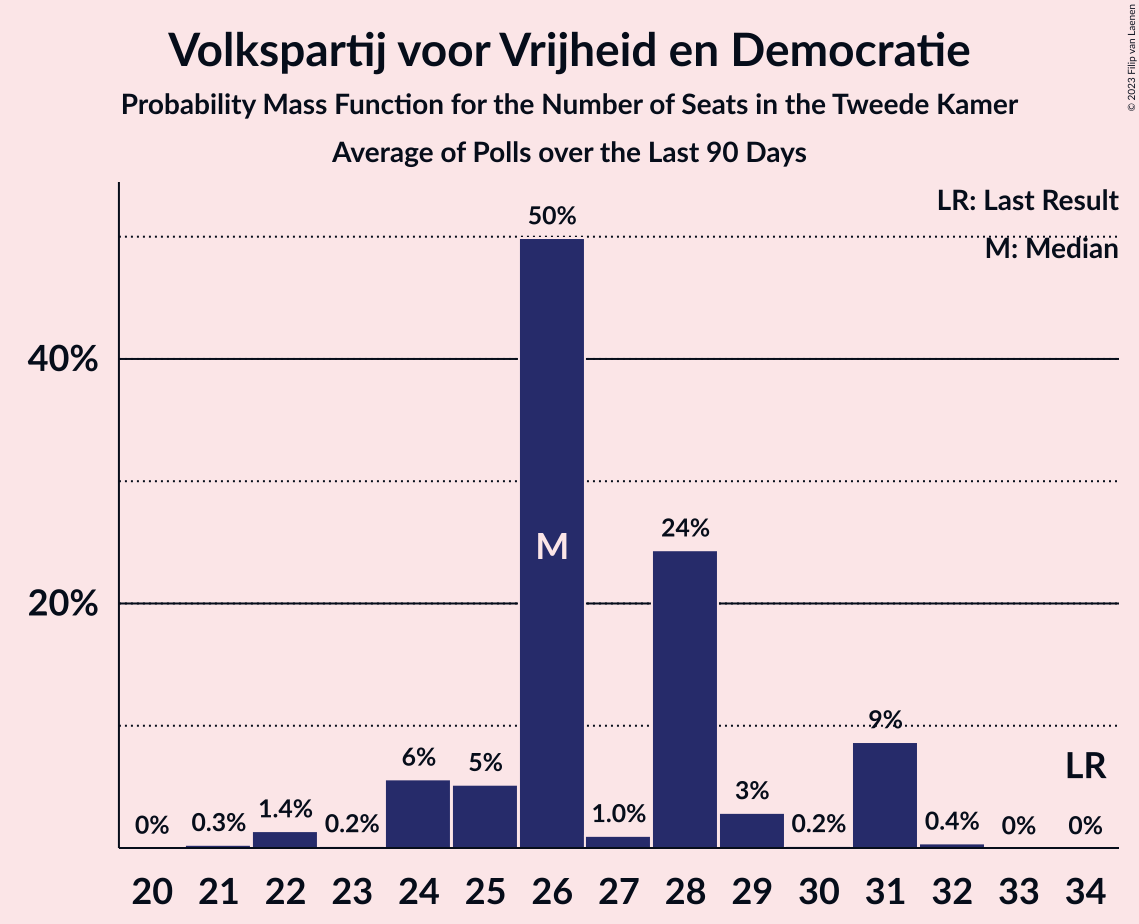 Volkspartij voor Vrijheid en Democratie
Probability Mass Function for the Number of Seats in the Tweede Kamer
Average of Polls over the Last 90 Days
© 2023 Filip van Laenen
LR: Last Result
M: Median
50%
40%
M
24%
20%
9%
LR
6%
5%
3%
0%
0.3%
1.4%
0.2%
1.0%
0.2%
0.4%
0%
0%
20 21 22 23 24 25 26 27 28 29 30 31 32 33 34